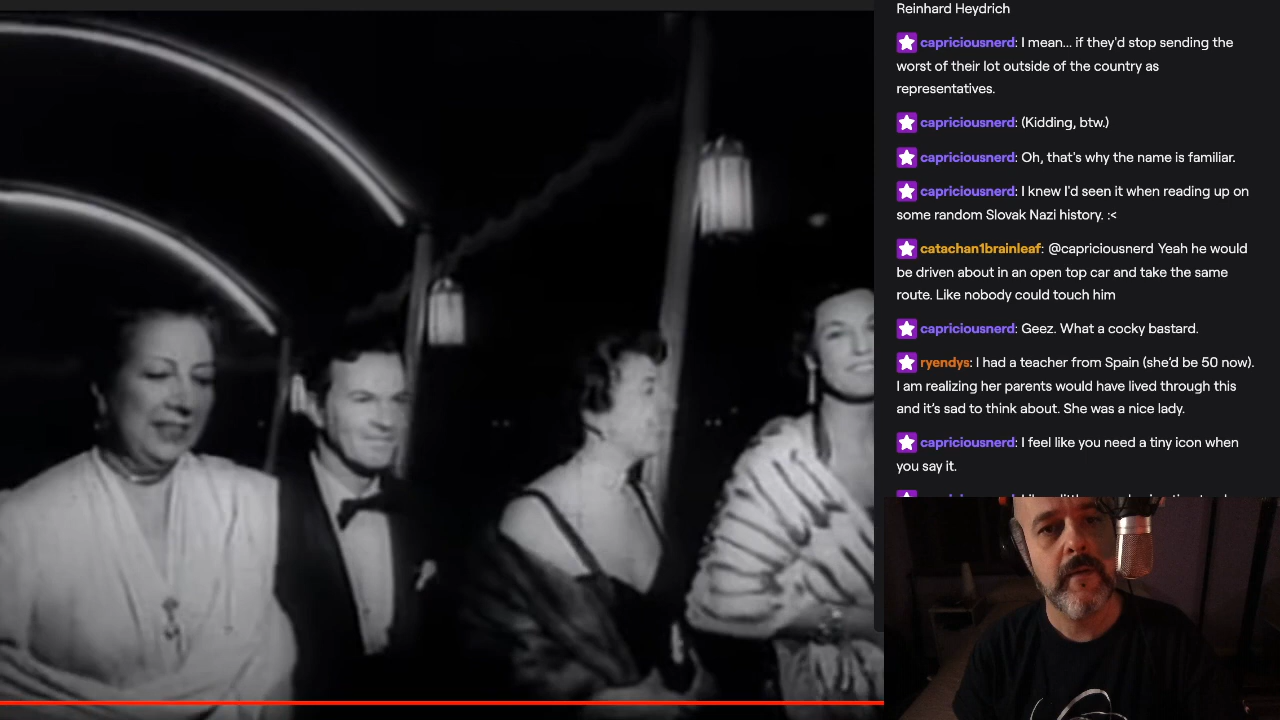 Reinhard Heydrich
capriciousnerd: I mean... if they'd stop sending the
worst of their lot outside of the country as
representatives.
capriciousnerd: (Kidding, btw.)
capriciousnerd: Oh, that's why the name is familiar.
capriciousnerd: I knew I'd seen it when reading up on
some random Slovak Nazi history. :<
catachan1brainleaf: @capriciousnerd Yeah he would
be driven about in an open top car and take the same
route. Like nobody could touch him
capriciousnerd: Geez. What a cocky bastard.
ryendys: I had a teacher from Spain (she’d be 50 now).
I am realizing her parents would have lived through this
and it’s sad to think about. She was a nice lady.
capriciousnerd: I feel like you need a tiny icon when
you say it.